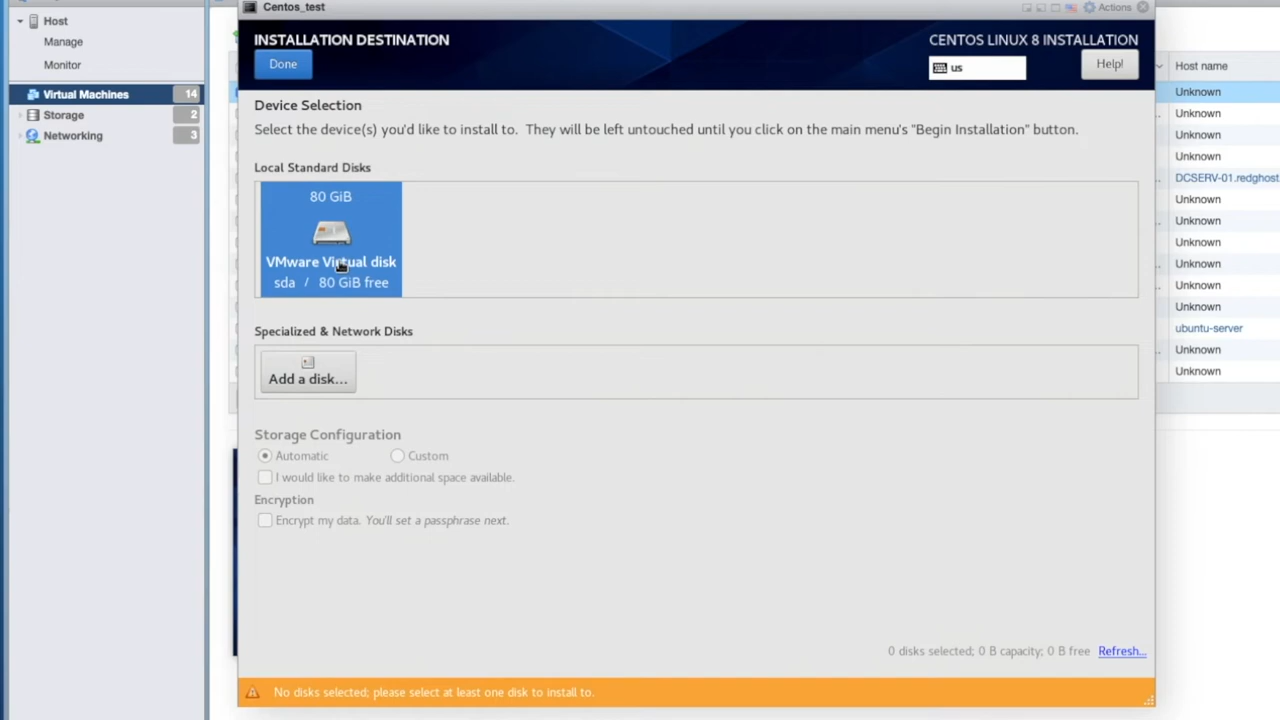 Host
Manage
Monitor
Virtual Machines 14
Storage 2
Networking 3
Centos_test
Actions
INSTALLATION DESTINATION
CENTOS LINUX 8 INSTALLATION
Done
us
Help!
Device Selection
Select the device(s) you'd like to install to. They will be left untouched until you click on the main menu's "Begin Installation" button.
Local Standard Disks
80 GiB
VMware Virtual disk
sda / 80 GiB free
Specialized & Network Disks
Add a disk...
Storage Configuration
Automatic
Custom
I would like to make additional space available.
Encryption
Encrypt my data. You'll set a passphrase next.
0 disks selected; 0 B capacity; 0 B free Refresh...
No disks selected; please select at least one disk to install to.
Host name
Unknown
Unknown
Unknown
Unknown
DCSERV-01.redghost.
Unknown
Unknown
Unknown
Unknown
Unknown
Unknown
ubuntu-server
Unknown
Unknown